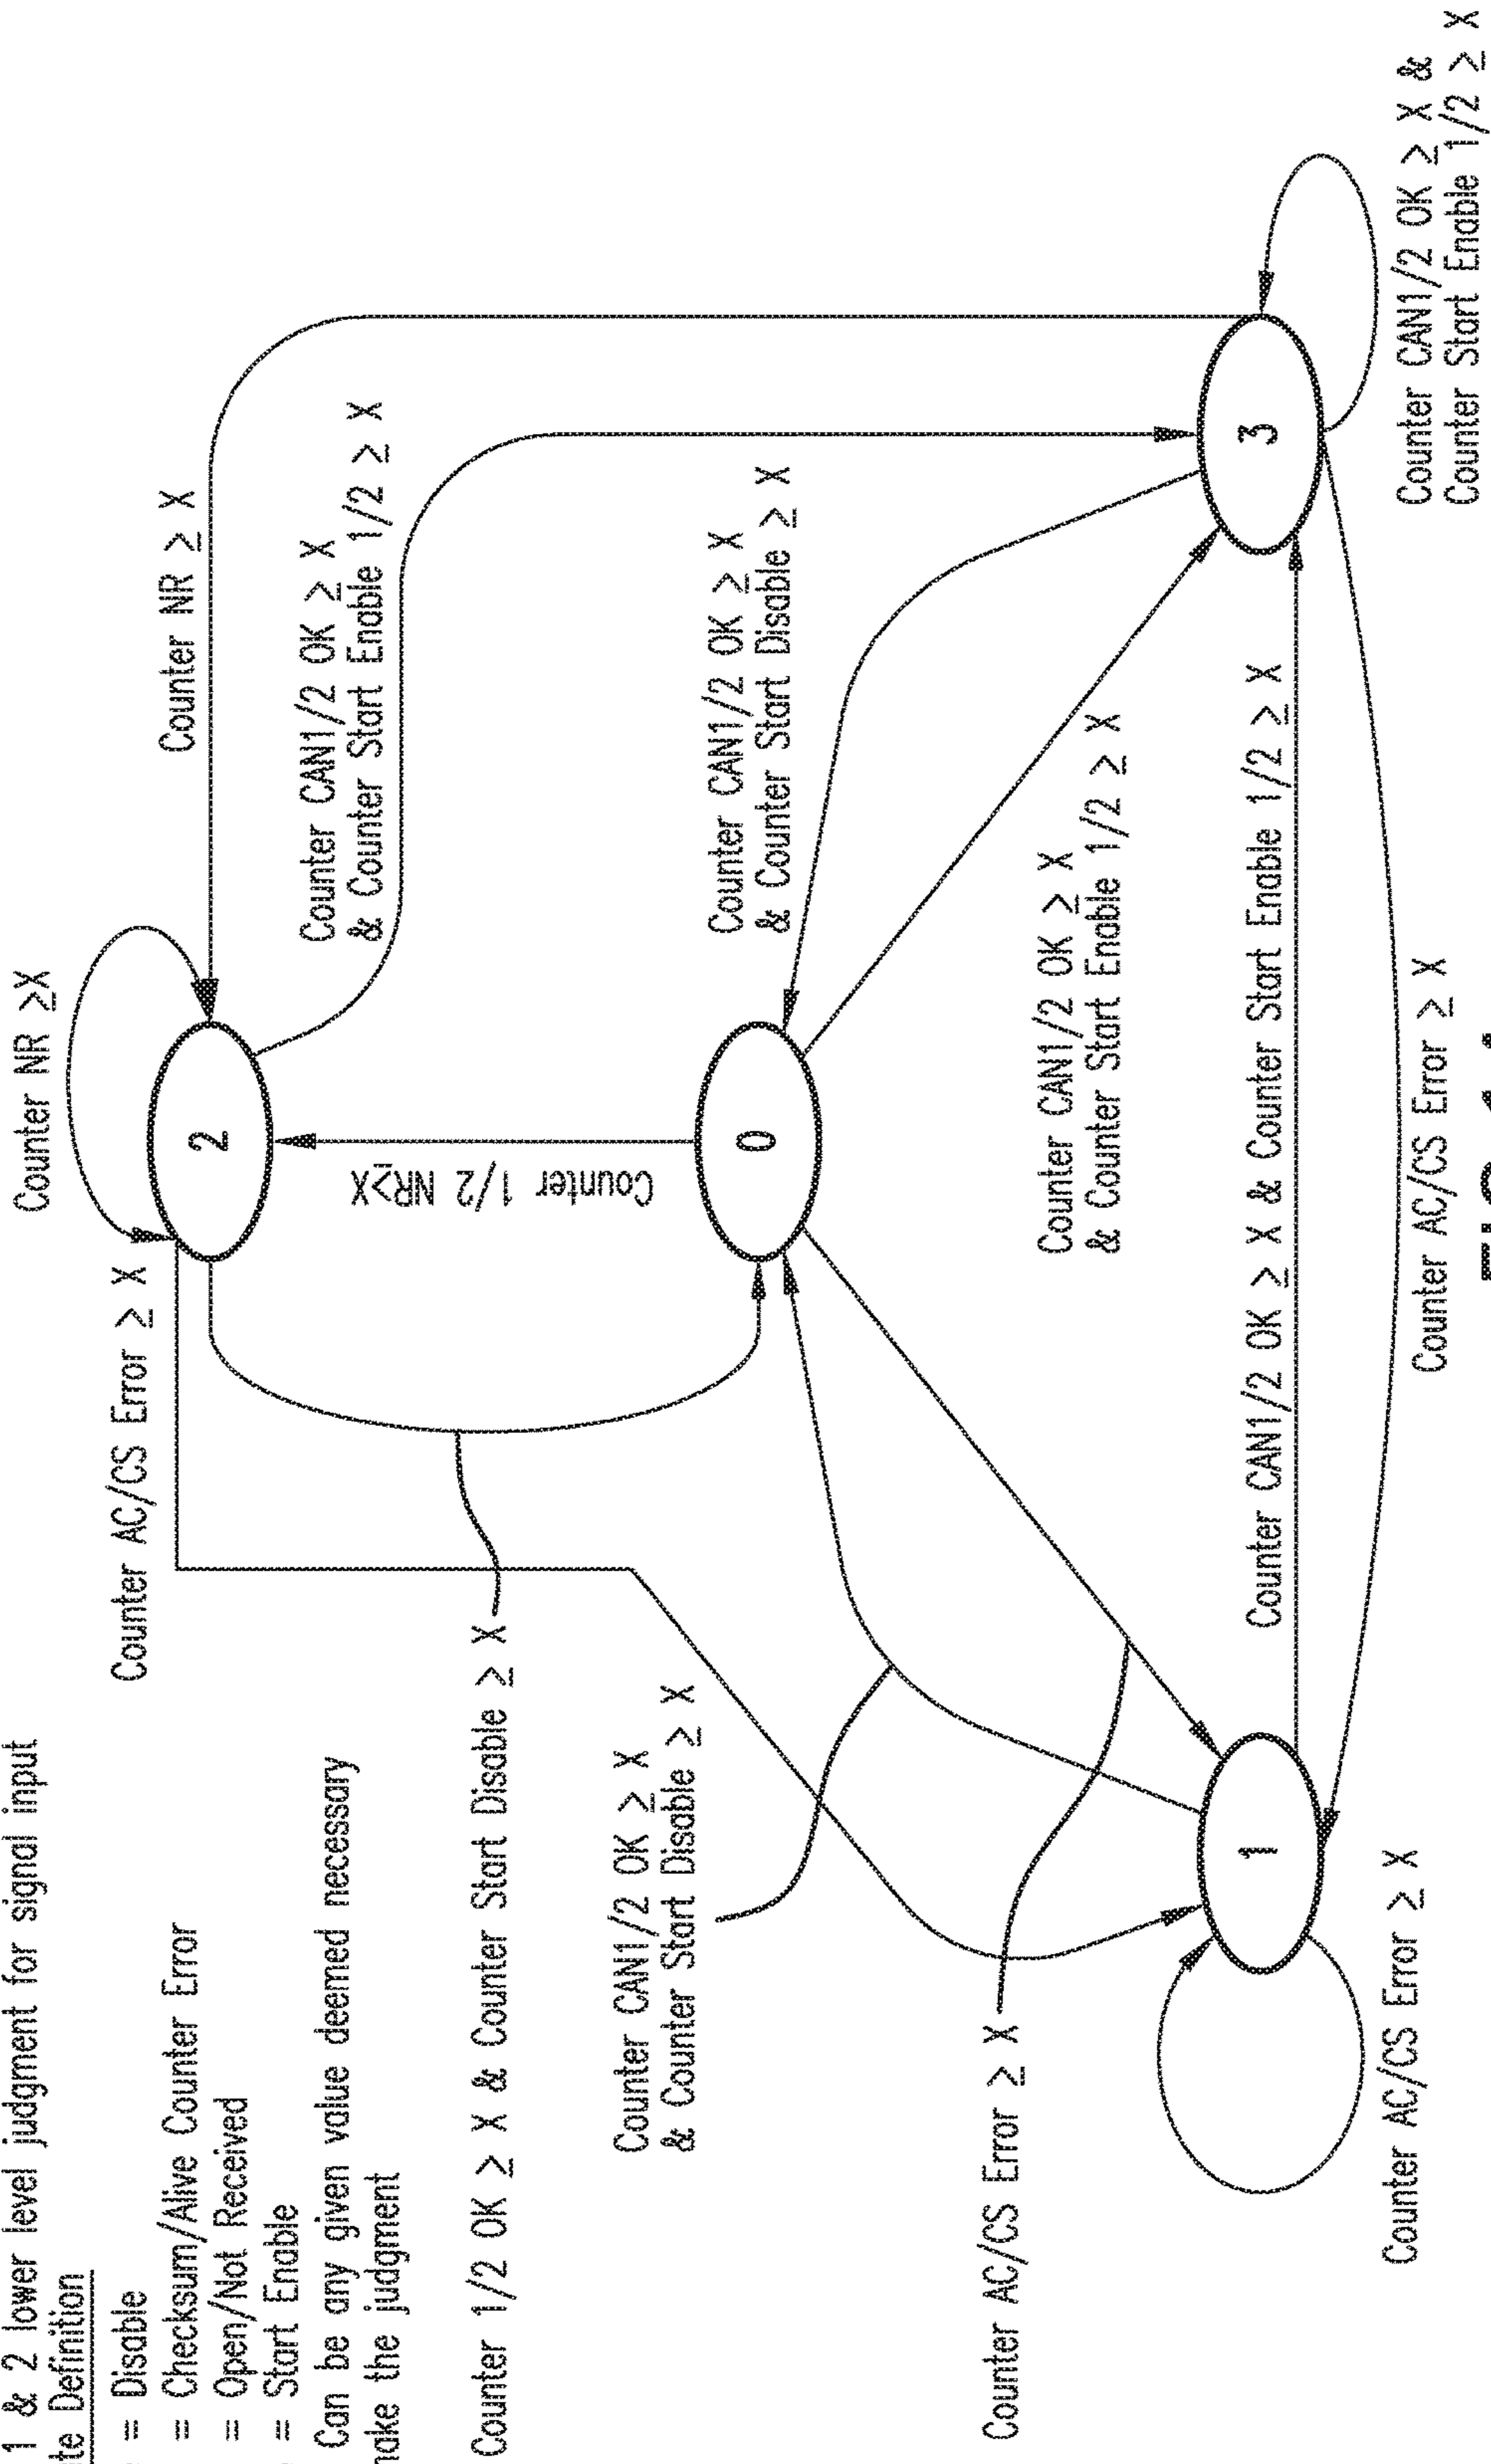 1 & 2 lower level judgment for signal input
Definition
= Disable
= Checksum/Alive Counter Error
= Open/Not Received
= Start Enable
Can be any given value deemed necessary
the judgment
Counter NR ≥X
Counter AC/CS Error ≥ X
Counter NR ≥ X
Counter CAN1/2 OK ≥ X
& Counter Start Enable 1/2 ≥ X
2
Counter 1/2 NR≥X
Counter 1/2 OK ≥ X & Counter Start Disable ≥ X
Counter CAN1/2 OK ≥ X
& Counter Start Disable ≥ X
Counter CAN1/2 OK ≥ X
& Counter Start Disable ≥ X
0
Counter AC/CS Error ≥ X
Counter CAN1/2 OK ≥ X
& Counter Start Enable 1/2 ≥ X
Counter CAN1/2 OK ≥ X & Counter Start Enable 1/2 ≥ X
1
3
Counter AC/CS Error ≥ X
Counter AC/CS Error ≥ X
Counter CAN1/2 OK ≥ X &
Counter Start Enable 1/2 ≥ X